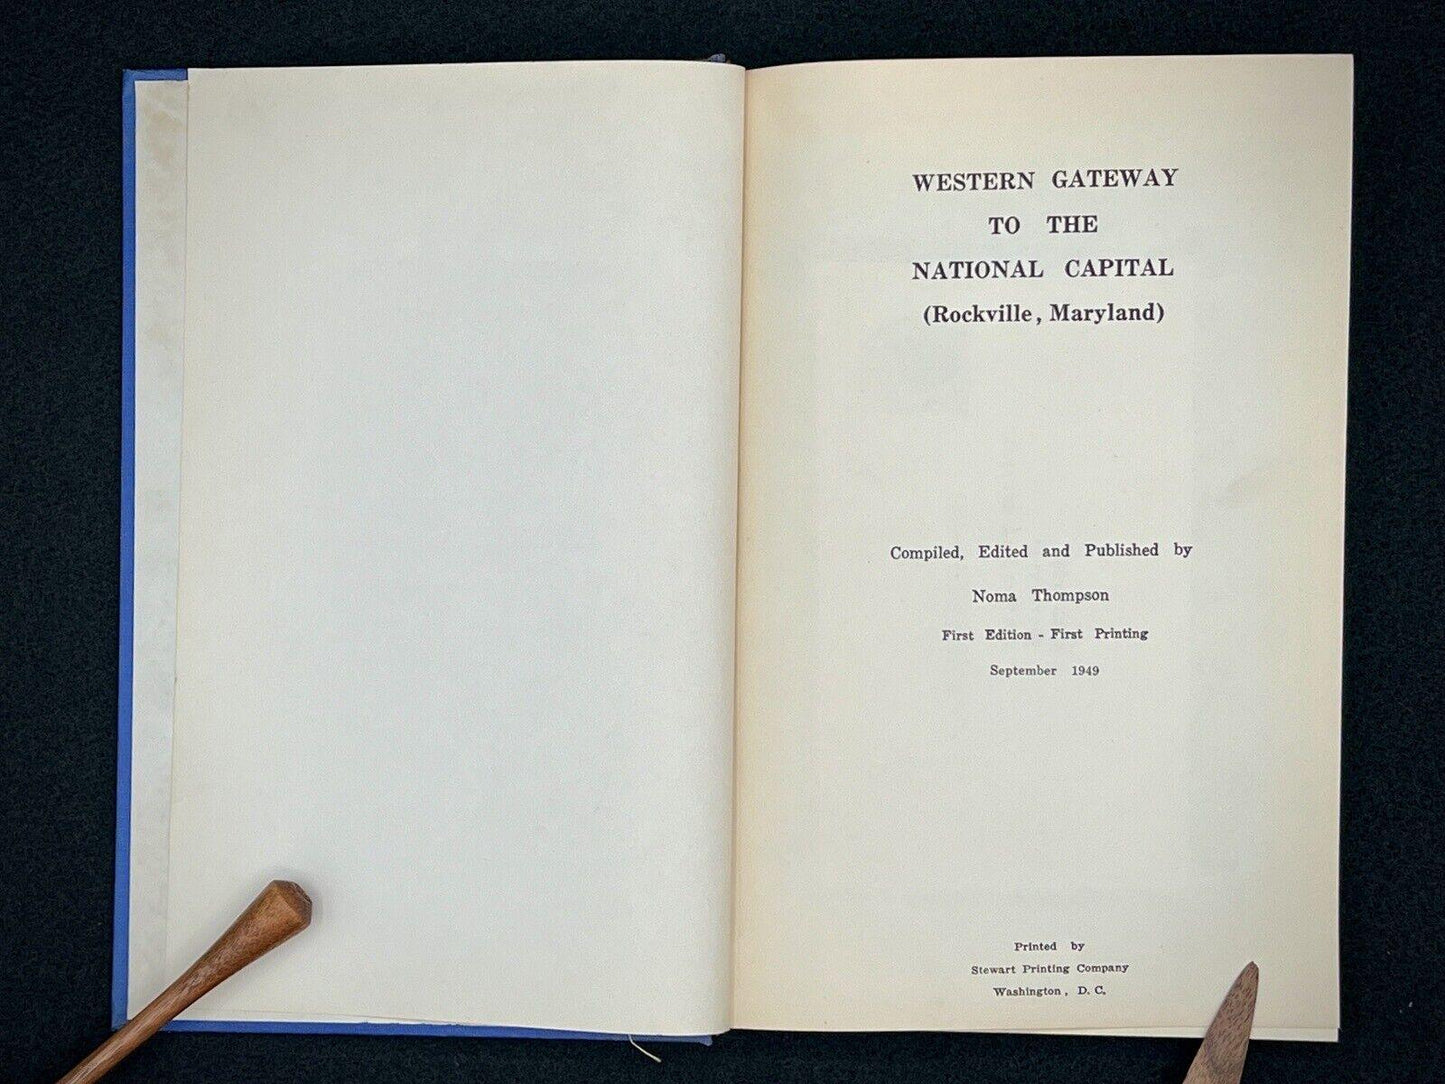 WESTERN GATEWAY
TO THE
NATIONAL CAPITAL
(Rockville, Maryland)
Compiled, Edited and Published by
Noma Thompson
First Edition - First Printing
September 1949
Printed by
Stewart Printing Company
Washington, D. C.